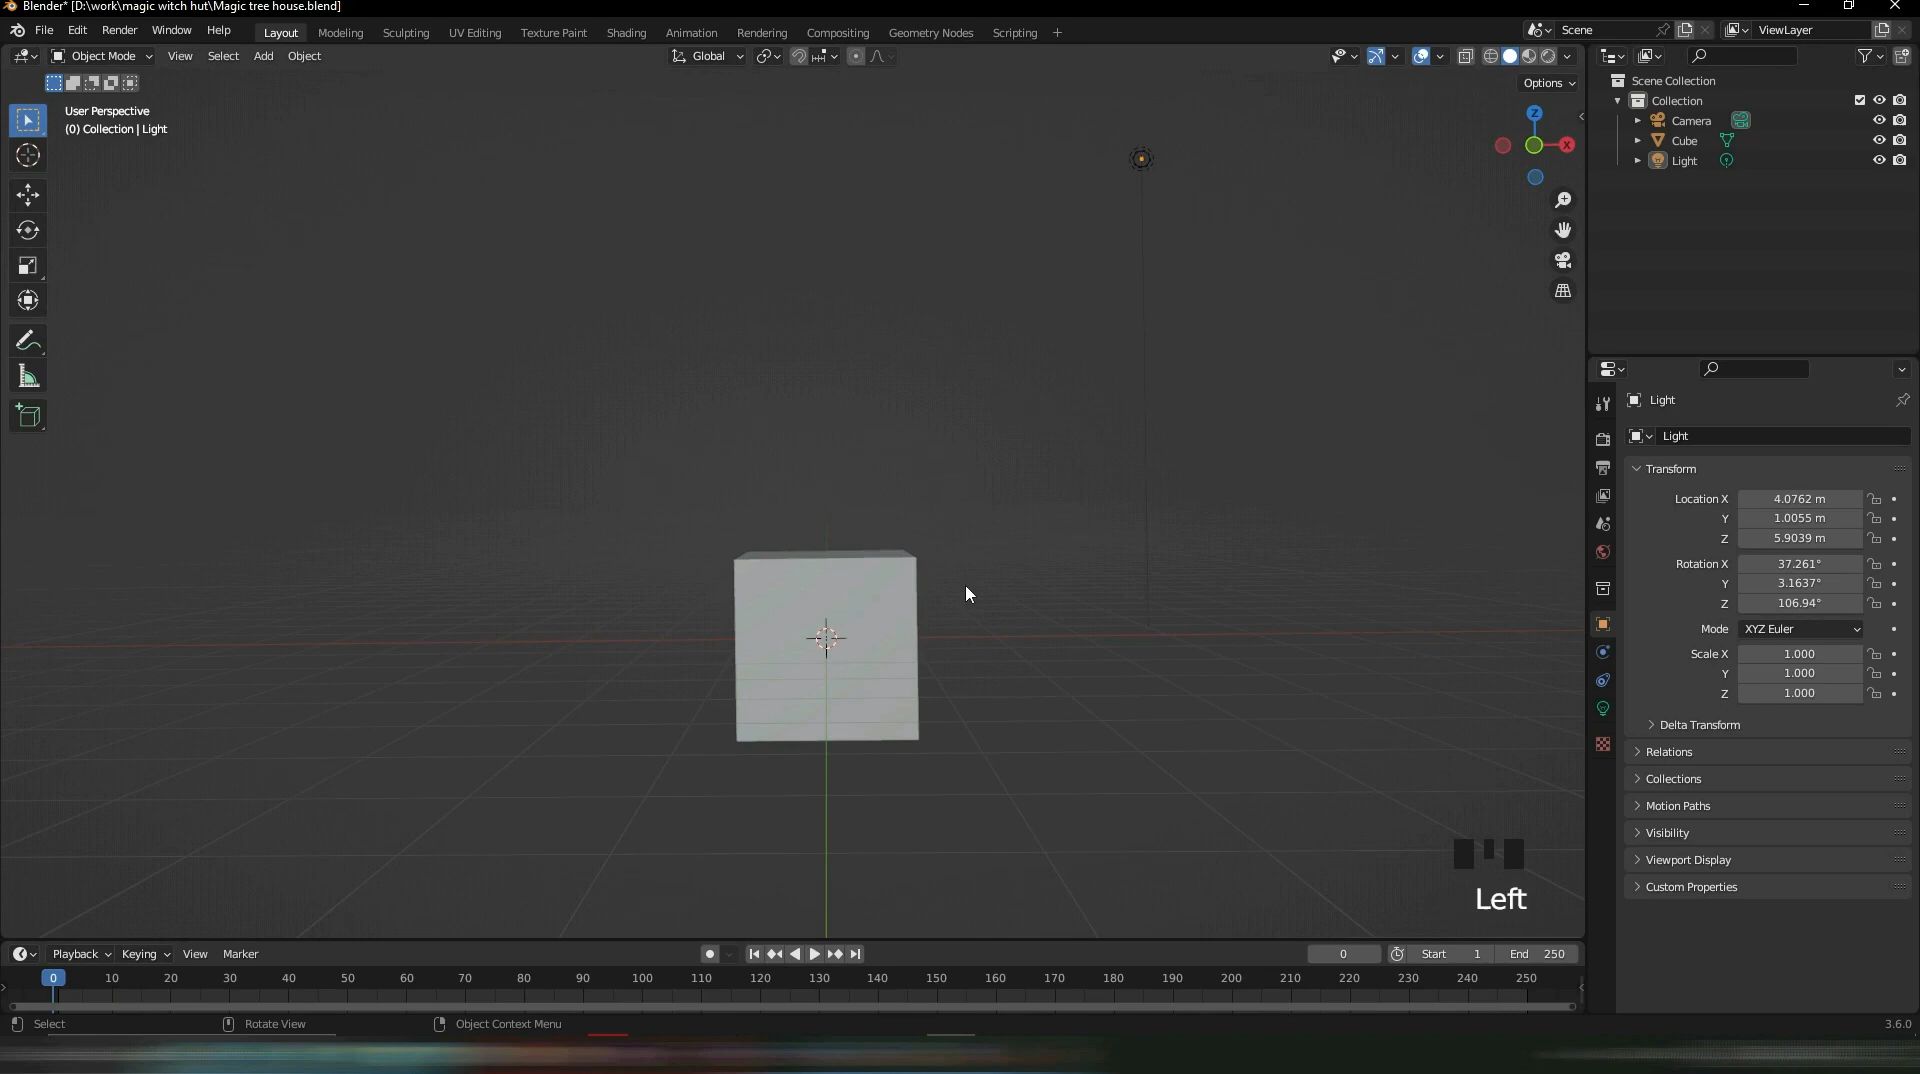 Blender* [D:\work\magic witch hut\Magic tree house.blend]
File Edit Render Window Help Layout Modeling Sculpting UV Editing Texture Paint Shading Animation Rendering Compositing Geometry Nodes Scripting + Scene ViewLayer
Object Mode View Select Add Object Global
Options
User Perspective
(0) Collection | Light
Z
X
Scene Collection
Collection
Camera
Cube
Light
Light
Light
Transform
Location X 4.0762 m
Y 1.0055 m
Z 5.9039 m
Rotation X 37.261°
Y 3.1637°
Z 106.94°
Mode XYZ Euler
Scale X 1.000
Y 1.000
Z 1.000
Delta Transform
Relations
Collections
Motion Paths
Visibility
Viewport Display
Custom Properties
Left
Playback Keying View Marker 0 Start 1 End 250
0 10 20 30 40 50 60 70 80 90 100 110 120 130 140 150 160 170 180 190 200 210 220 230 240 250
Select Rotate View Object Context Menu 3.6.0